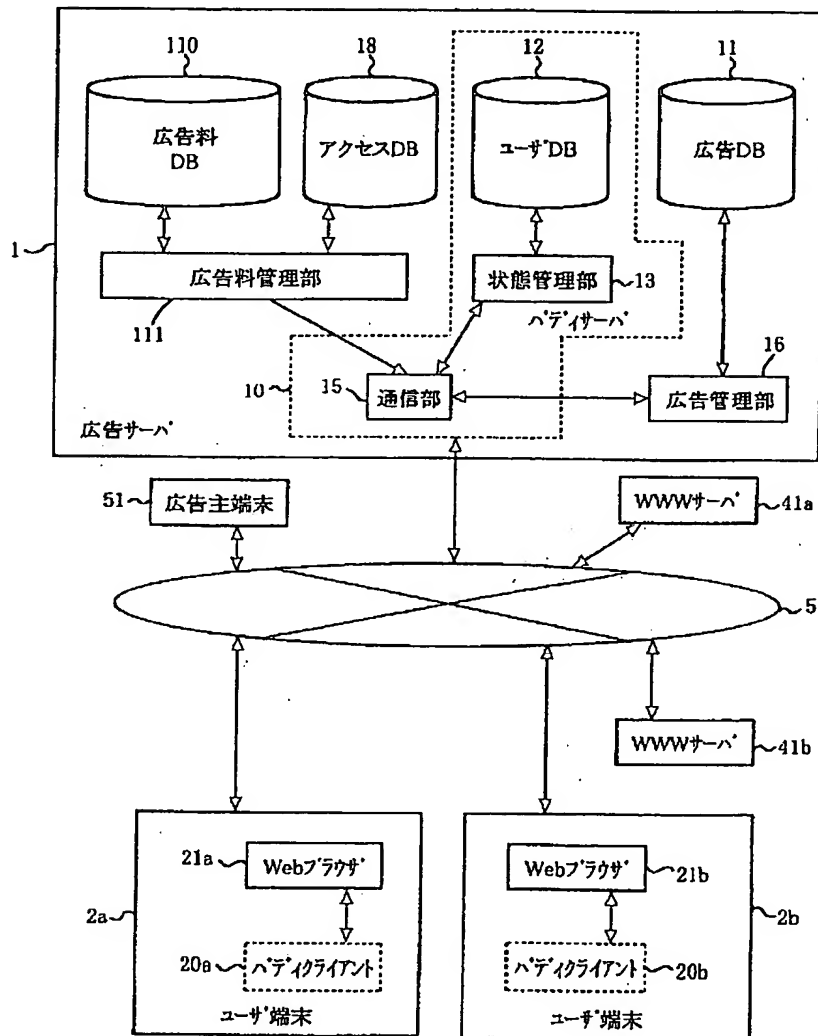 110
18
12
11
広告料
DB
アクセスDB
ユーザDB
広告DB
1
広告料管理部
状態管理部
13
111
バディサーバ
16
10
15
通信部
広告管理部
広告サーバ
51
広告主端末
WWWサーバ
41a
5
WWWサーバ
41b
21a
Webブラウザ
Webブラウザ
21b
2a
2b
20a
バディクライアント
バディクライアント
20b
ユーザ端末
ユーザ端末